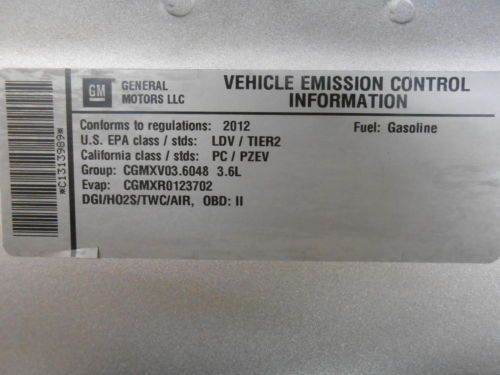 GM
GENERAL
MOTORS LLC
VEHICLE EMISSION CONTROL
INFORMATION
Conforms to regulations: 2012 Fuel: Gasoline
U.S. EPA class / stds: LDV / TIER2
California class / stds: PC / PZEV
Group: CGMXV03.6048 3.6L
Evap: CGMXR0123702
DGI/HO2S/TWC/AIR, OBD: II
*C1313989*